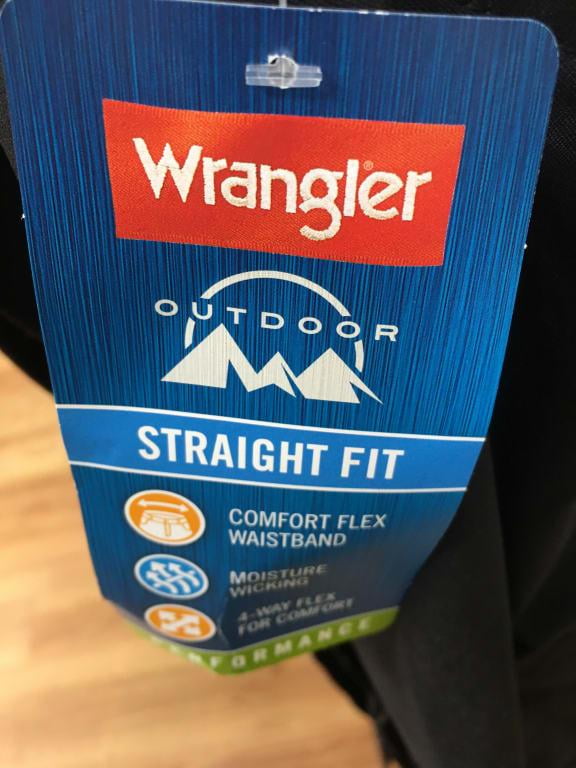 Wrangler®
OUTDOOR
STRAIGHT FIT
COMFORT FLEX
WAISTBAND
MOISTURE
WICKING
4-WAY FLEX
FOR COMFORT
PERFORMANCE